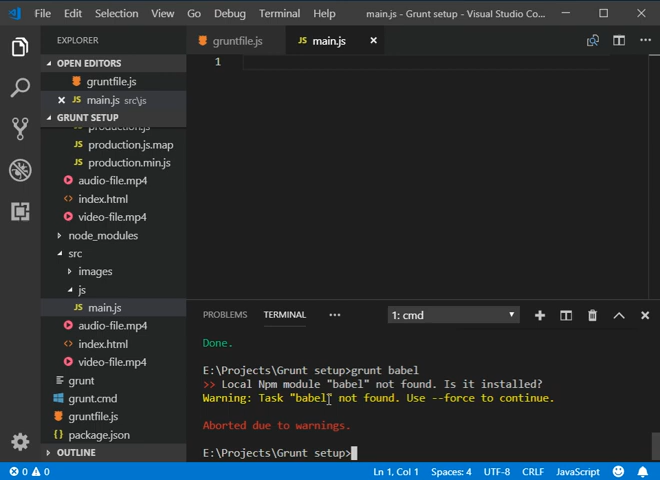 File Edit Selection View Go Debug Terminal Help main.js - Grunt setup - Visual Studio Co...
EXPLORER
gruntfile.js
JS main.js
OPEN EDITORS
gruntfile.js
JS main.js src\js
GRUNT SETUP
JS production.js
JS production.js.map
JS production.min.js
audio-file.mp4
index.html
video-file.mp4
node_modules
src
images
js
JS main.js
audio-file.mp4
index.html
video-file.mp4
grunt
grunt.cmd
gruntfile.js
package.json
OUTLINE
1
PROBLEMS TERMINAL ... 1: cmd
Done.
E:\Projects\Grunt setup>grunt babel
>> Local Npm module "babel" not found. Is it installed?
Warning: Task "babel" not found. Use --force to continue.
Aborted due to warnings.
E:\Projects\Grunt setup>
0 0 Ln 1, Col 1 Spaces: 4 UTF-8 CRLF JavaScript